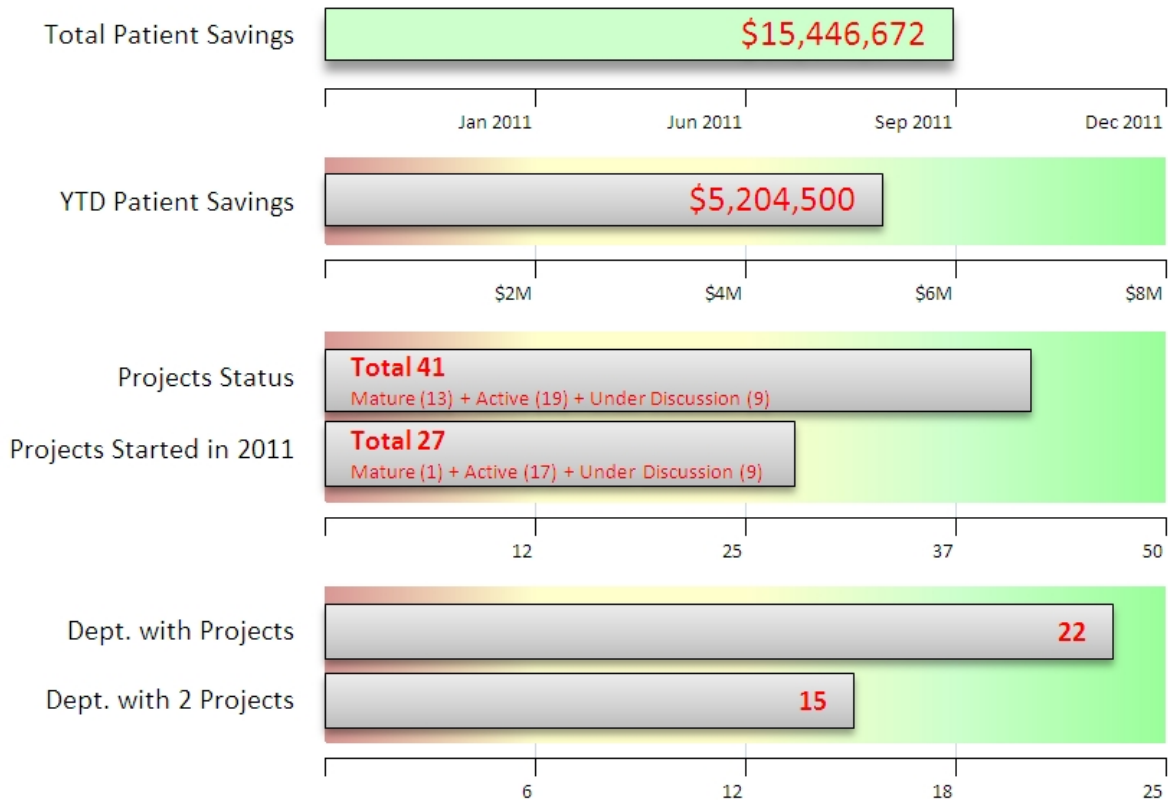 Total Patient Savings
$15,446,672
Jan 2011 Jun 2011 Sep 2011 Dec 2011
YTD Patient Savings
$5,204,500
$2M $4M $6M $8M
Projects Status
Total 41
Mature (13) + Active (19) + Under Discussion (9)
Projects Started in 2011
Total 27
Mature (1) + Active (17) + Under Discussion (9)
12 25 37 50
Dept. with Projects
22
Dept. with 2 Projects
15
6 12 18 25